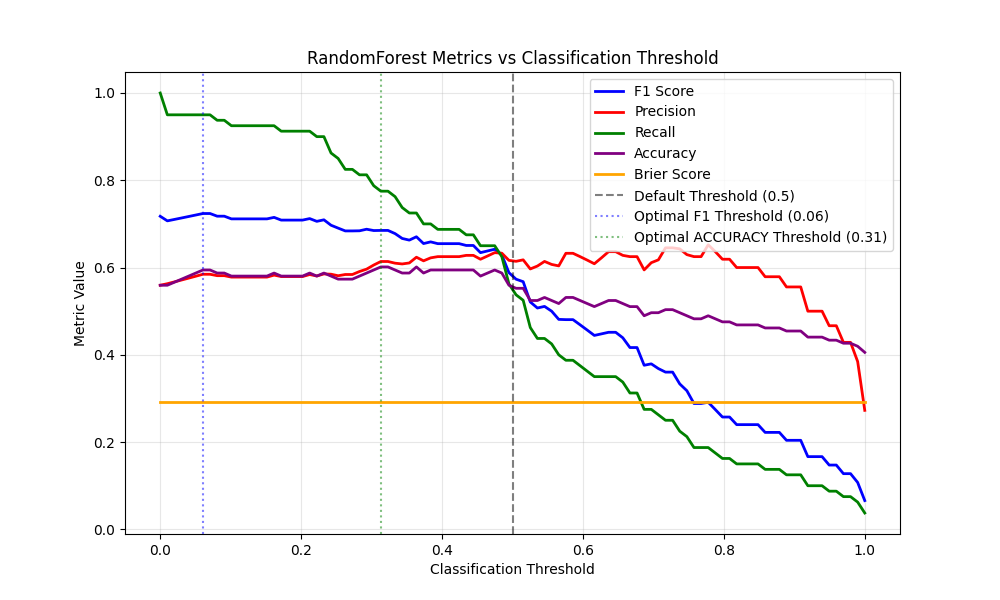 RandomForest Metrics vs Classification Threshold
F1 Score
Precision
Recall
Accuracy
Brier Score
Default Threshold (0.5)
Optimal F1 Threshold (0.06)
Optimal ACCURACY Threshold (0.31)
Metric Value
1.0
0.8
0.6
0.4
0.2
0.0
0.0 0.2 0.4 0.6 0.8 1.0
Classification Threshold